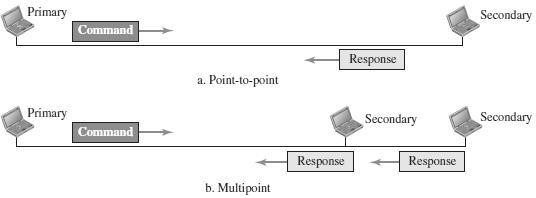 Primary
Secondary
Command
Response
a. Point-to-point
Primary
Secondary
Secondary
Command
Response
Response
b. Multipoint